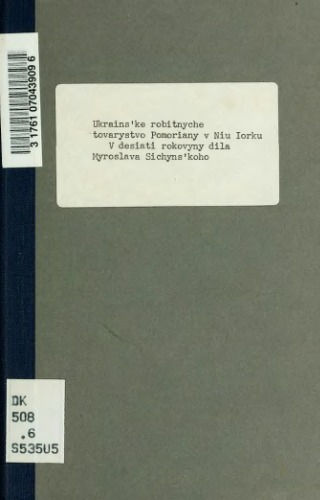 3 1761 07043909 6
Ukrains'ke robitnyche
tovarystvo Pomoriany v Niu Iorku
V desiati rokovyny dila
Myroslava Sichyns'koho
DK
508
.6
S535U5